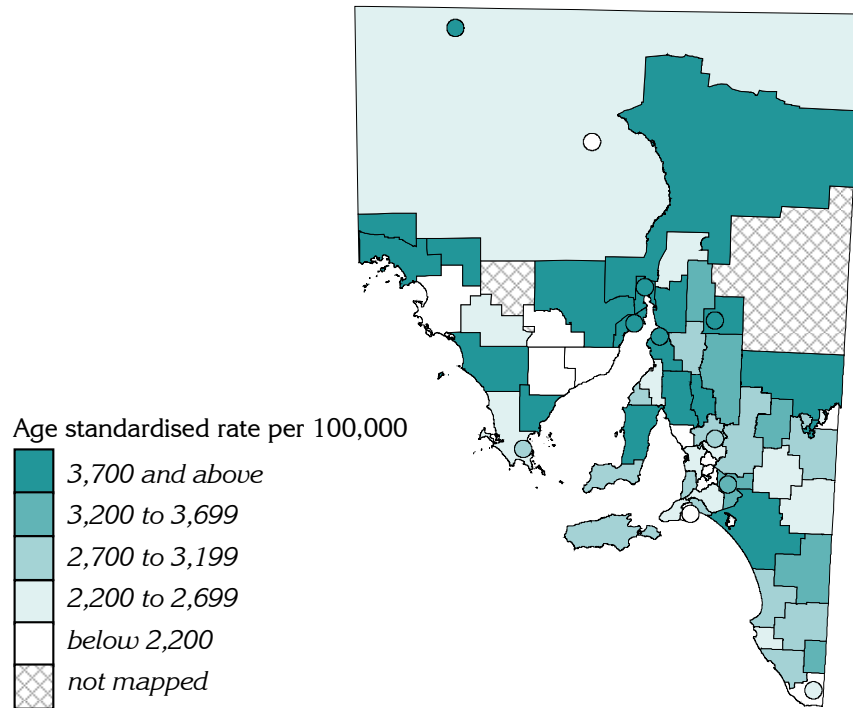 Age standardised rate per 100,000
3,700 and above
3,200 to 3,699
2,700 to 3,199
2,200 to 2,699
below 2,200
not mapped